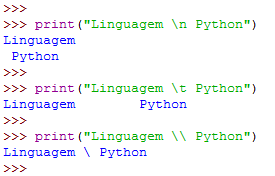 >>>
>>> print("Linguagem \n Python")
Linguagem
 Python
>>>
>>> print("Linguagem \t Python")
Linguagem        Python
>>>
>>> print("Linguagem \\ Python")
Linguagem \ Python
>>>